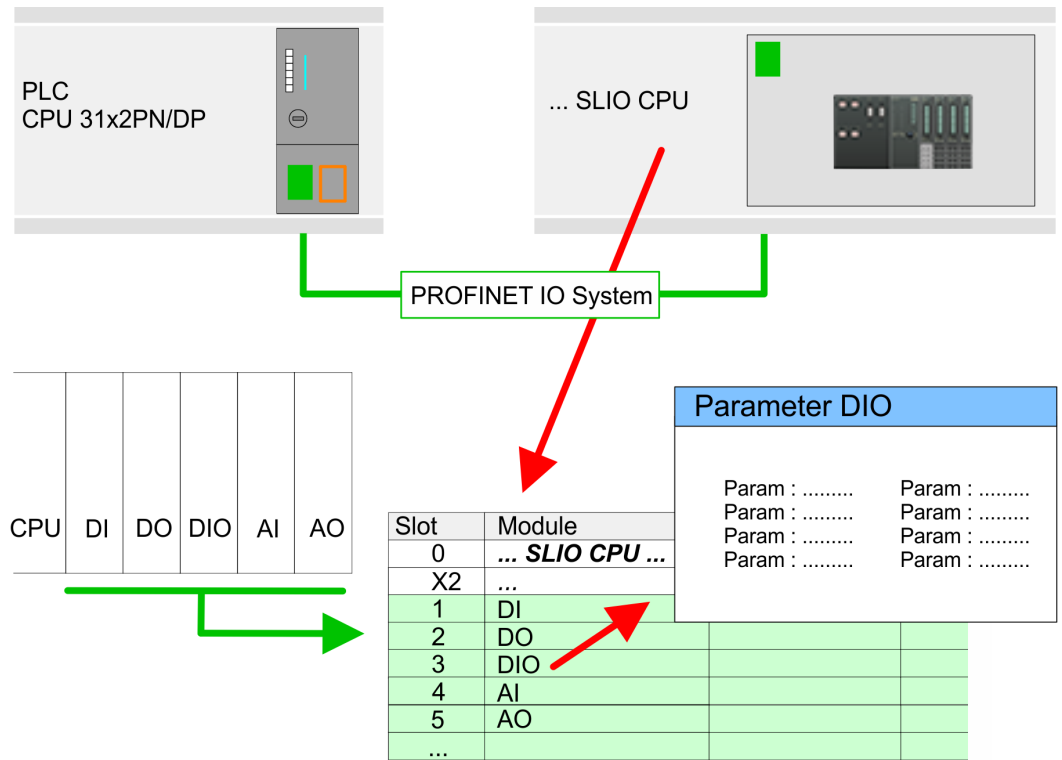 PLC
CPU 31x2PN/DP
... SLIO CPU
PROFINET IO System
CPU DI DO DIO AI AO
Parameter DIO
Param : ......... Param : .........
Param : ......... Param : .........
Param : ......... Param : .........
Param : ......... Param : .........
Slot Module
0 ... SLIO CPU ...
X2 ...
1 DI
2 DO
3 DIO
4 AI
5 AO
...